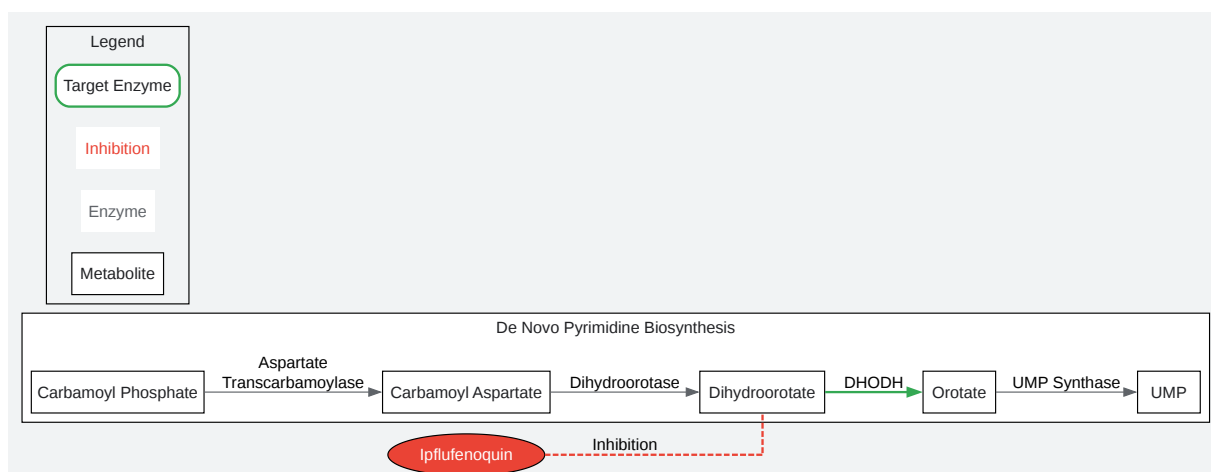 Legend
Target Enzyme
Inhibition
Enzyme
Metabolite
De Novo Pyrimidine Biosynthesis
Carbamoyl Phosphate
Aspartate
Transcarbamoylase
Carbamoyl Aspartate
Dihydroorotase
Dihydroorotate
DHODH
Orotate
UMP Synthase
UMP
Ipflufenoquin
Inhibition